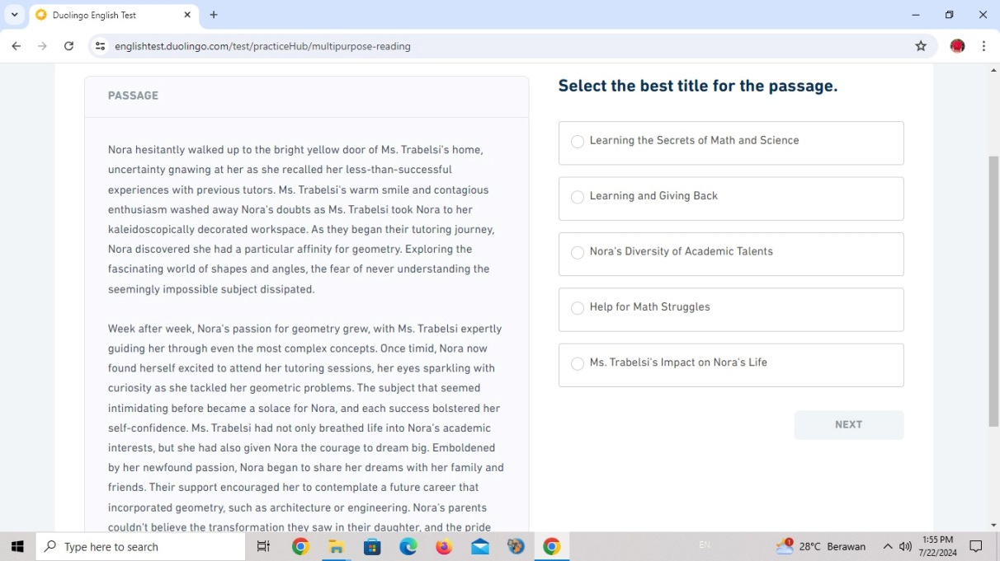 Duolingo English Test
englishtest.duolingo.com/test/practiceHub/multipurpose-reading
PASSAGE
Nora hesitantly walked up to the bright yellow door of Ms. Trabelsi's home,
uncertainty gnawing at her as she recalled her less-than-successful
experiences with previous tutors. Ms. Trabelsi's warm smile and contagious
enthusiasm washed away Nora's doubts as Ms. Trabelsi took Nora to her
kaleidoscopically decorated workspace. As they began their tutoring journey,
Nora discovered she had a particular affinity for geometry. Exploring the
fascinating world of shapes and angles, the fear of never understanding the
seemingly impossible subject dissipated.
Week after week, Nora's passion for geometry grew, with Ms. Trabelsi expertly
guiding her through even the most complex concepts. Once timid, Nora now
found herself excited to attend her tutoring sessions, her eyes sparkling with
curiosity as she tackled her geometric problems. The subject that seemed
intimidating before became a solace for Nora, and each success bolstered her
self-confidence. Ms. Trabelsi had not only breathed life into Nora's academic
interests, but she had also given Nora the courage to dream big. Emboldened
by her newfound passion, Nora began to share her dreams with her family and
friends. Their support encouraged her to contemplate a future career that
incorporated geometry, such as architecture or engineering. Nora's parents
couldn't believe the transformation they saw in their daughter, and the pride
Select the best title for the passage.
Learning the Secrets of Math and Science
Learning and Giving Back
Nora's Diversity of Academic Talents
Help for Math Struggles
Ms. Trabelsi's Impact on Nora's Life
NEXT
Type here to search
EN
1
28°C Berawan
1:55 PM
7/22/2024